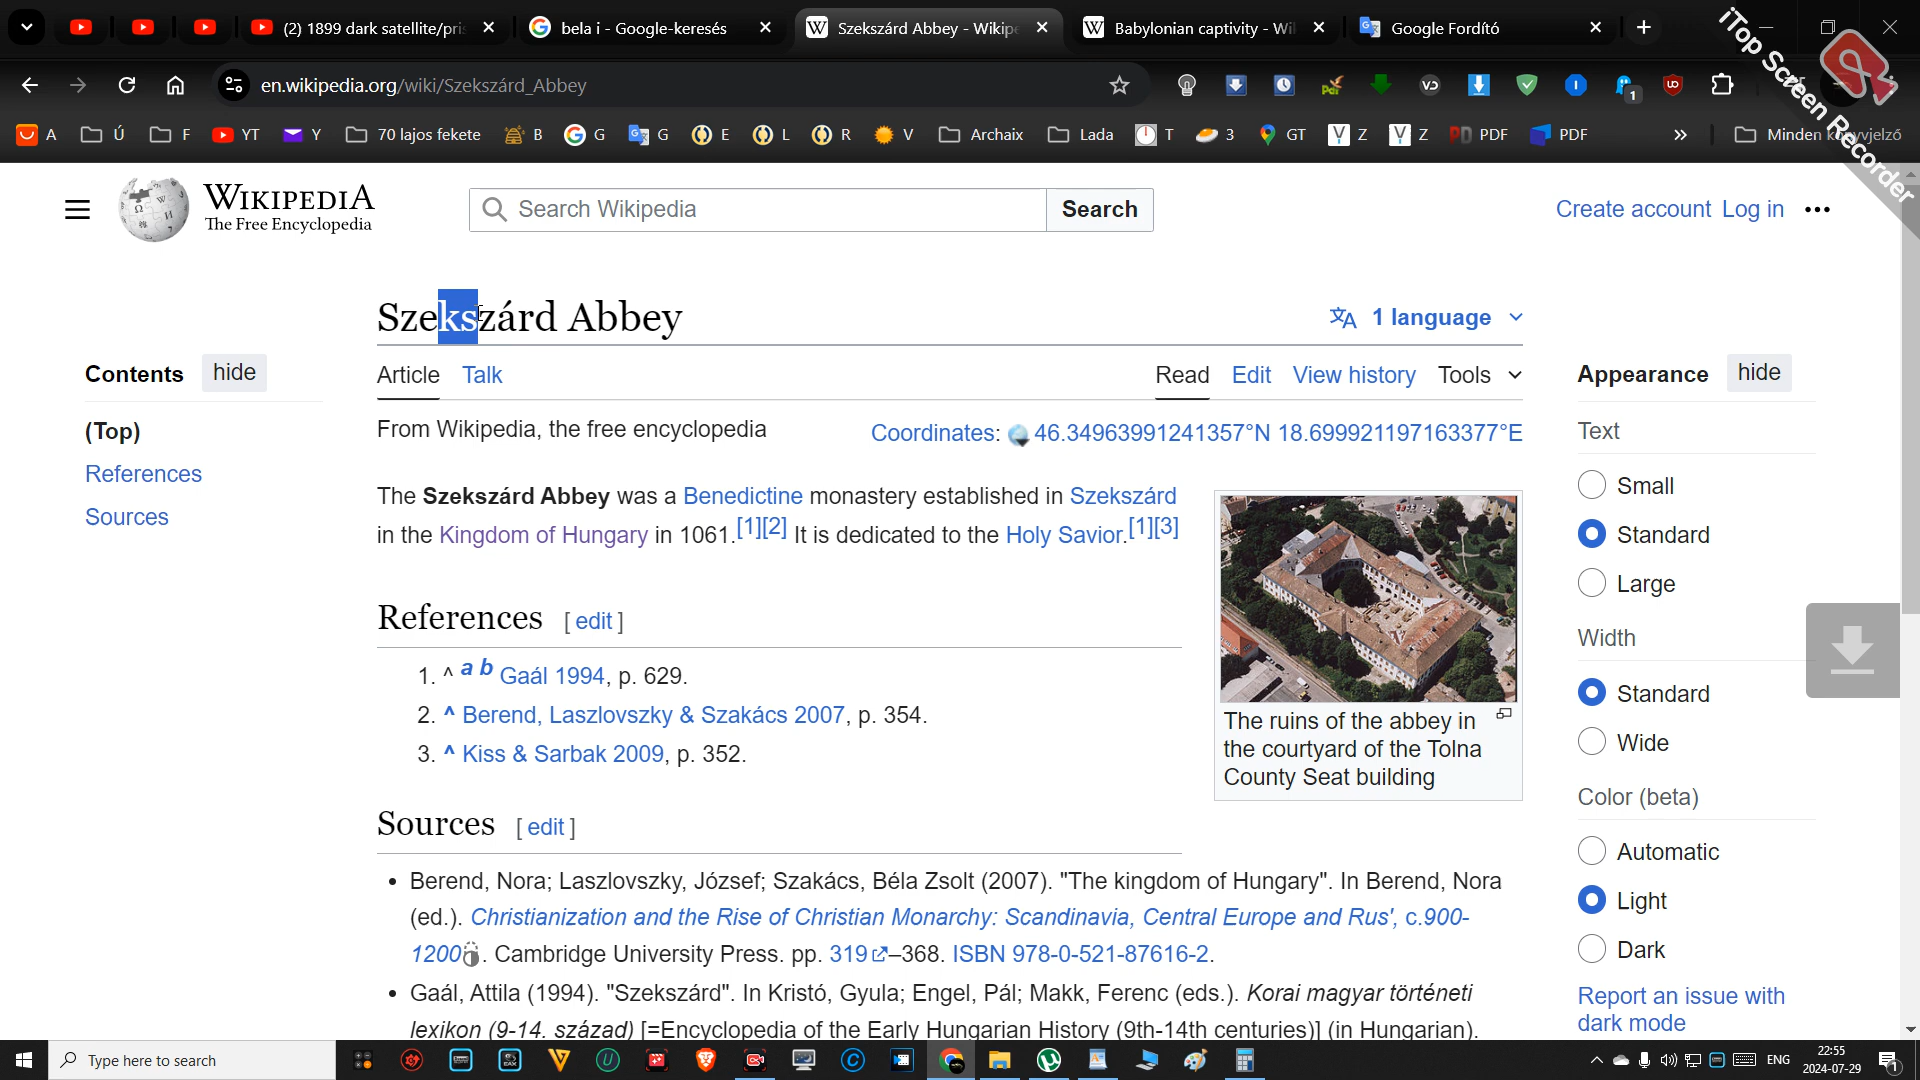 (2) 1899 dark satellite/pris
bela i - Google-keresés
Szekszárd Abbey - Wikipe
Babylonian captivity - Wi
Google Fordító
iTop Screen Recorder
en.wikipedia.org/wiki/Szekszárd_Abbey
1
A
Ú
F
YT
Y
70 lajos fekete
B
G
G
E
L
R
V
Archaix
Lada
T
3
GT
Z
Z
PDF
PDF
»
Minden könyvjelző
WIKIPEDIA
The Free Encyclopedia
Search Wikipedia
Search
Create account Log in
Szekszárd Abbey
1 language
Contents hide
Article Talk
Read Edit View history Tools
Appearance hide
(Top)
References
Sources
From Wikipedia, the free encyclopedia
Coordinates: 46.34963991241357°N 18.699921197163377°E
The Szekszárd Abbey was a Benedictine monastery established in Szekszárd
in the Kingdom of Hungary in 1061.[1][2] It is dedicated to the Holy Savior.[1][3]
The ruins of the abbey in
the courtyard of the Tolna
County Seat building
References [ edit ]
1. ^ a b Gaál 1994, p. 629.
2. ^ Berend, Laszlovszky & Szakács 2007, p. 354.
3. ^ Kiss & Sarbak 2009, p. 352.
Sources [ edit ]
• Berend, Nora; Laszlovszky, József; Szakács, Béla Zsolt (2007). "The kingdom of Hungary". In Berend, Nora
(ed.). Christianization and the Rise of Christian Monarchy: Scandinavia, Central Europe and Rus', c.900-
1200. Cambridge University Press. pp. 319–368. ISBN 978-0-521-87616-2.
• Gaál, Attila (1994). "Szekszárd". In Kristó, Gyula; Engel, Pál; Makk, Ferenc (eds.). Korai magyar történeti
lexikon (9-14. század) [=Encyclopedia of the Early Hungarian History (9th-14th centuries)] (in Hungarian).
Text
Small
Standard
Large
Width
Standard
Wide
Color (beta)
Automatic
Light
Dark
Report an issue with
dark mode
Type here to search
ENG
22:55
2024-07-29
1